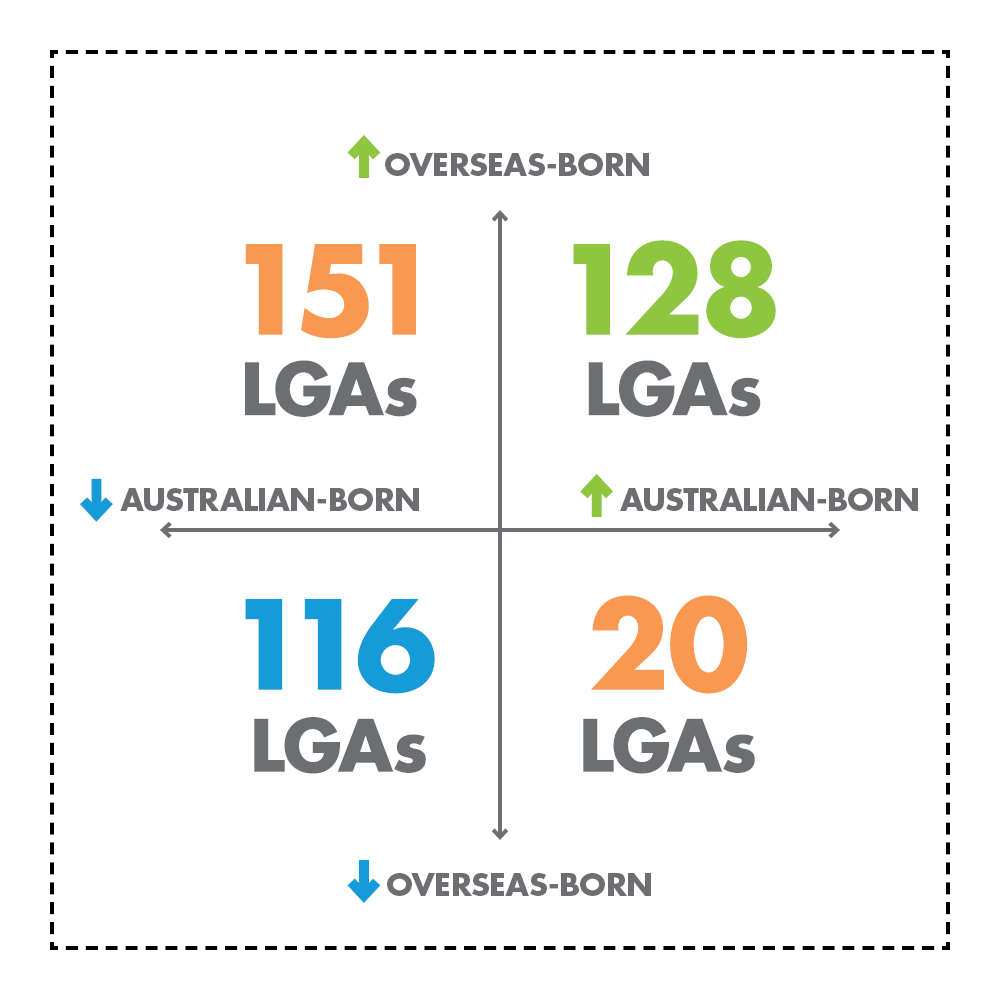 OVERSEAS-BORN
151
LGAs
128
LGAs
AUSTRALIAN-BORN
AUSTRALIAN-BORN
116
LGAs
20
LGAs
OVERSEAS-BORN